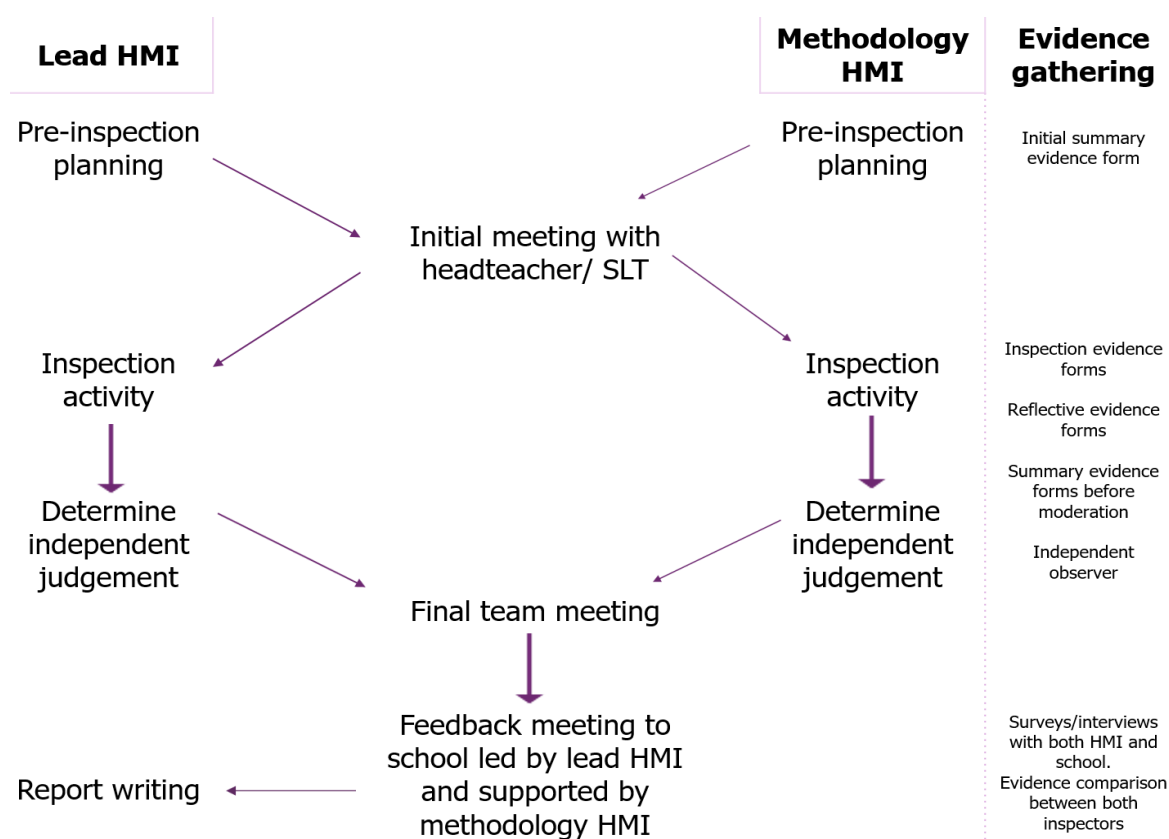 Lead HMI
Methodology
HMI
Evidence
gathering
Pre-inspection
planning
Pre-inspection
planning
Initial summary
evidence form
Initial meeting with
headteacher/ SLT
Inspection
activity
Inspection
activity
Inspection evidence
forms
Reflective evidence
forms
Summary evidence
forms before
moderation
Independent
observer
Determine
independent
judgement
Determine
independent
judgement
Final team meeting
Feedback meeting to
school led by lead HMI
and supported by
methodology HMI
Report writing
Surveys/interviews
with both HMI and
school.
Evidence comparison
between both
inspectors